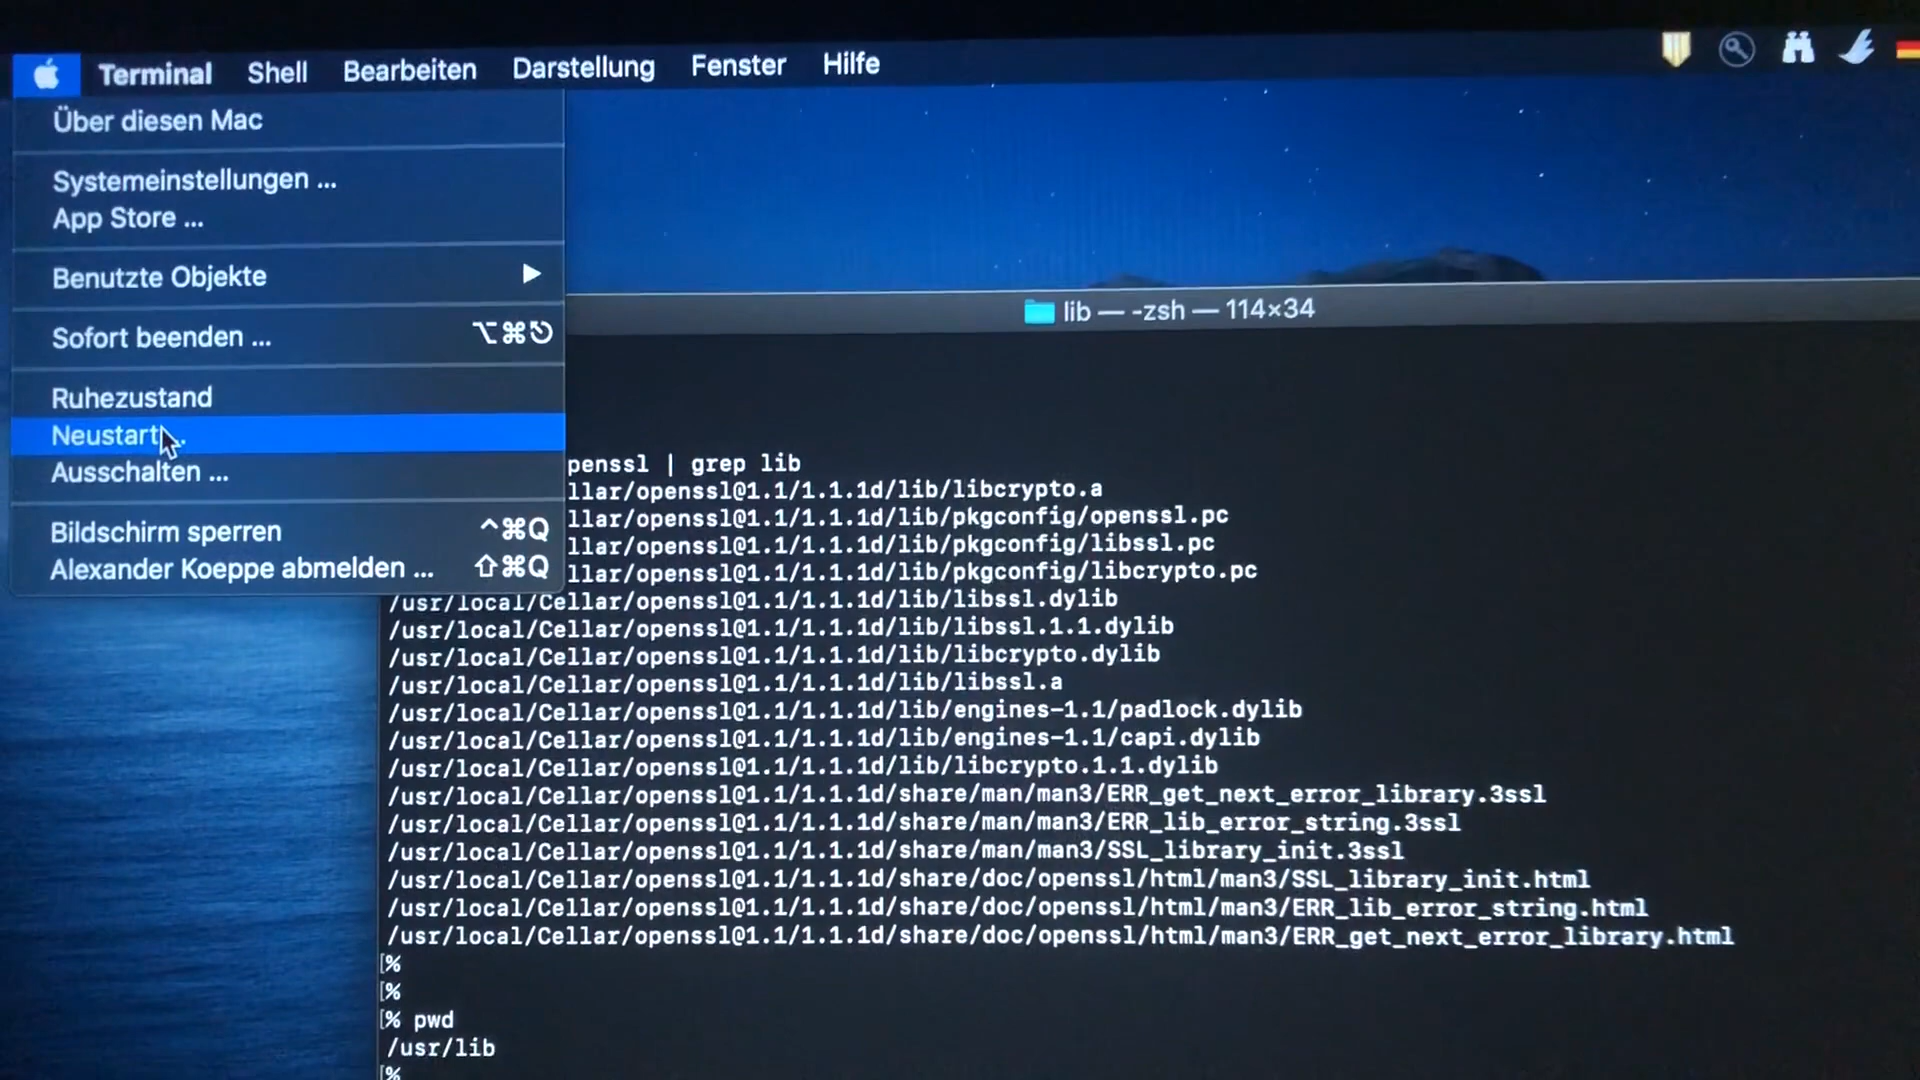 Terminal Shell Bearbeiten Darstellung Fenster Hilfe
Über diesen Mac
Systemeinstellungen ...
App Store ...
Benutzte Objekte ▶
Sofort beenden ... ⌥⌘⎋
Ruhezustand
Neustart ...
Ausschalten ...
Bildschirm sperren ^⌘Q
Alexander Koeppe abmelden ... ⇧⌘Q
lib — -zsh — 114×34
penssl | grep lib
llar/openssl@1.1/1.1.1d/lib/libcrypto.a
llar/openssl@1.1/1.1.1d/lib/pkgconfig/openssl.pc
llar/openssl@1.1/1.1.1d/lib/pkgconfig/libssl.pc
llar/openssl@1.1/1.1.1d/lib/pkgconfig/libcrypto.pc
/usr/local/Cellar/openssl@1.1/1.1.1d/lib/libssl.dylib
/usr/local/Cellar/openssl@1.1/1.1.1d/lib/libssl.1.1.dylib
/usr/local/Cellar/openssl@1.1/1.1.1d/lib/libcrypto.dylib
/usr/local/Cellar/openssl@1.1/1.1.1d/lib/libssl.a
/usr/local/Cellar/openssl@1.1/1.1.1d/lib/engines-1.1/padlock.dylib
/usr/local/Cellar/openssl@1.1/1.1.1d/lib/engines-1.1/capi.dylib
/usr/local/Cellar/openssl@1.1/1.1.1d/lib/libcrypto.1.1.dylib
/usr/local/Cellar/openssl@1.1/1.1.1d/share/man/man3/ERR_get_next_error_library.3ssl
/usr/local/Cellar/openssl@1.1/1.1.1d/share/man/man3/ERR_lib_error_string.3ssl
/usr/local/Cellar/openssl@1.1/1.1.1d/share/man/man3/SSL_library_init.3ssl
/usr/local/Cellar/openssl@1.1/1.1.1d/share/doc/openssl/html/man3/SSL_library_init.html
/usr/local/Cellar/openssl@1.1/1.1.1d/share/doc/openssl/html/man3/ERR_lib_error_string.html
/usr/local/Cellar/openssl@1.1/1.1.1d/share/doc/openssl/html/man3/ERR_get_next_error_library.html
[%
[%
[% pwd
/usr/lib
[%